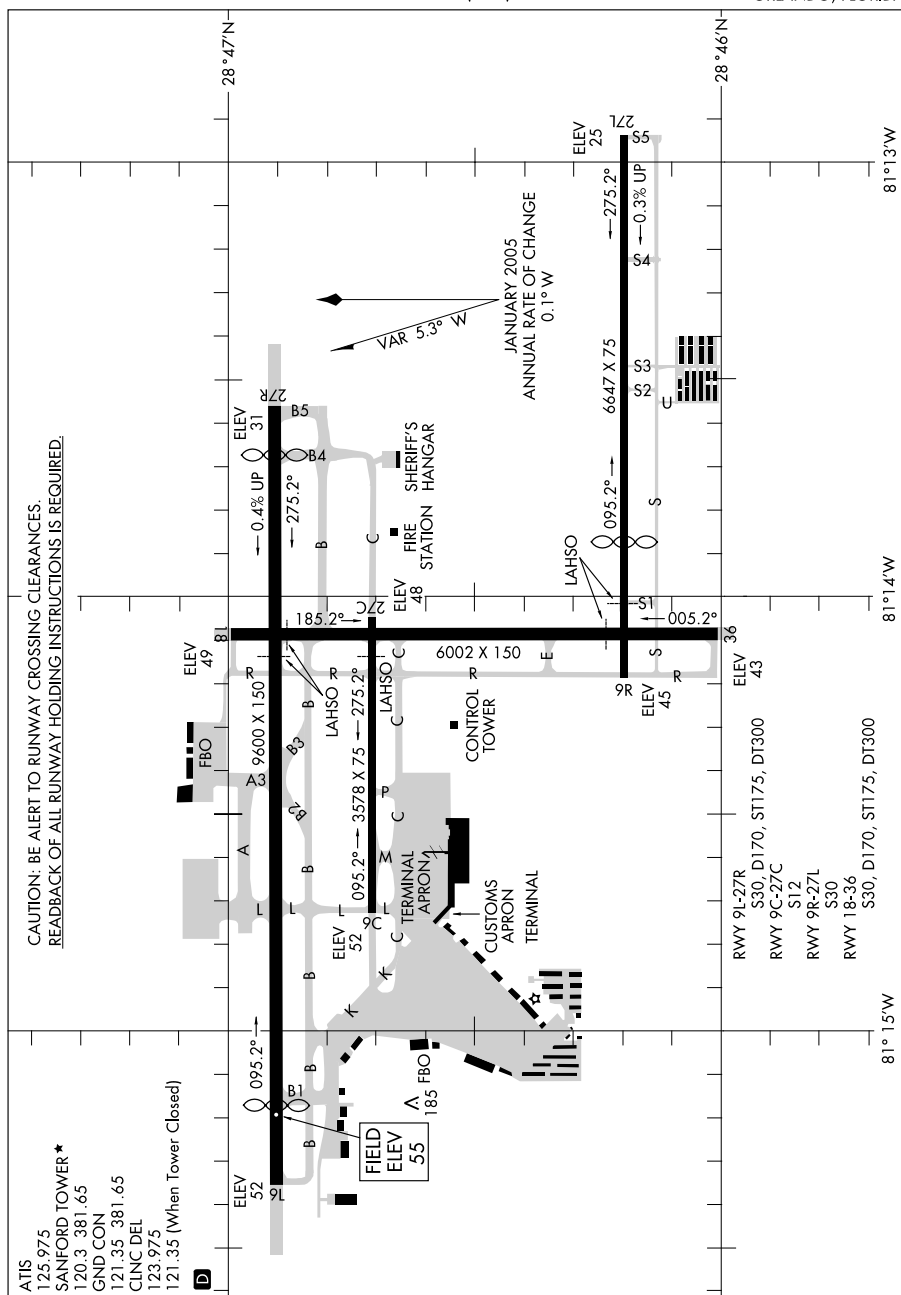 ATIS
125.975
SANFORD TOWER★
120.3 381.65
GND CON
121.35 381.65
CLNC DEL
123.975
121.35 (When Tower Closed)
D
CAUTION: BE ALERT TO RUNWAY CROSSING CLEARANCES.
READBACK OF ALL RUNWAY HOLDING INSTRUCTIONS IS REQUIRED.
28°47'N
28°46'N
81°15'W
81°14'W
81°13'W
FBO
A
A3
L
L
L
L
B
B
B
B
B
B
B
B1
B2
B3
B4
B5
ELEV
52
9L
095.2°
9600 X 150
0.4% UP
275.2°
ELEV
31
27R
FIELD
ELEV
55
185
FBO
K
K
C
C
C
C
C
M
P
R
R
R
R
ELEV
49
18
185.2°
LAHSO
LAHSO
LAHSO
ELEV
52
9C
095.2°
3578 X 75
275.2°
27C
ELEV
48
FIRE
STATION
SHERIFF'S
HANGAR
TERMINAL
APRON
CUSTOMS
APRON
TERMINAL
CONTROL
TOWER
6002 X 150
E
005.2°
36
ELEV
43
VAR 5.3° W
JANUARY 2005
ANNUAL RATE OF CHANGE
0.1° W
9R
ELEV
45
095.2°
6647 X 75
275.2°
0.3% UP
27L
ELEV
25
S
S
S1
S2
S3
S4
S5
U
RWY 9L-27R
S30, D170, ST175, DT300
RWY 9C-27C
S12
RWY 9R-27L
S30
RWY 18-36
S30, D170, ST175, DT300